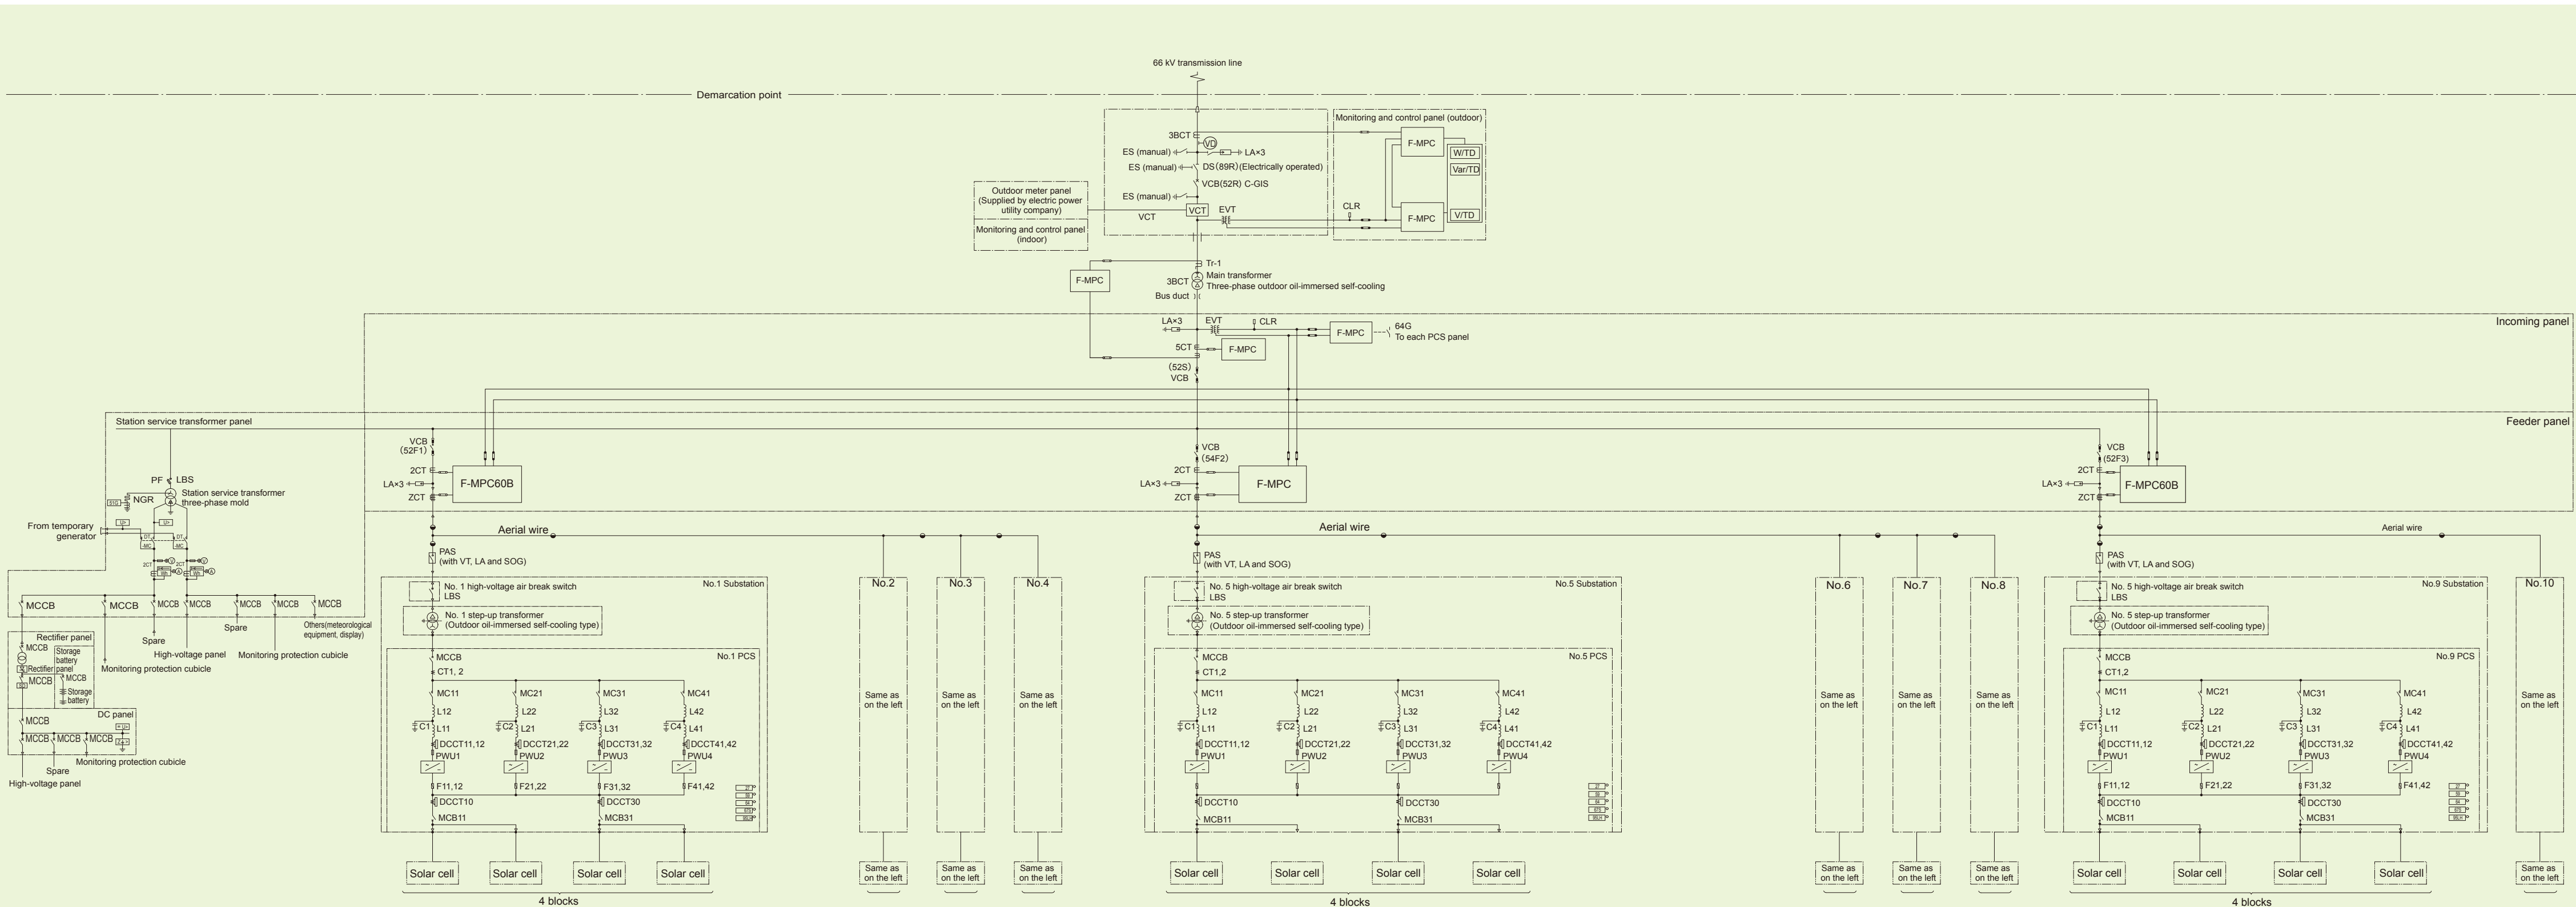 66 kV transmission line
Demarcation point
3BCT
VD
ES (manual)
LA×3
ES (manual)
DS(89R)(Electrically operated)
VCB(52R) C-GIS
ES (manual)
VCT
VCT
EVT
CLR
Monitoring and control panel (outdoor)
F-MPC
W/TD
Var/TD
F-MPC
V/TD
Outdoor meter panel
(Supplied by electric power
utility company)
Monitoring and control panel
(indoor)
Tr-1
F-MPC
3BCT
Main transformer
Three-phase outdoor oil-immersed self-cooling
Bus duct
Incoming panel
LA×3
EVT
CLR
F-MPC
64G
To each PCS panel
5CT
F-MPC
(52S)
VCB
Station service transformer panel
Feeder panel
PF
LBS
Station service transformer
three-phase mold
NGR
From temporary
generator
DT
-MC
DT
-MC
2CT
2CT
V
V
A
A
MCCB
MCCB
MCCB
MCCB
MCCB
MCCB
MCCB
Others(meteorological
equipment, display)
Spare
Spare
High-voltage panel
Monitoring protection cubicle
Monitoring protection cubicle
Rectifier panel
MCCB
Storage
battery
panel
Rectifier
MCCB
MCCB
Storage
battery
DC panel
MCCB
MCCB
MCCB
MCCB
Monitoring protection cubicle
Spare
High-voltage panel
VCB
(52F1)
2CT
LA×3
ZCT
F-MPC60B
Aerial wire
PAS
(with VT, LA and SOG)
No.1 Substation
No. 1 high-voltage air break switch
LBS
No. 1 step-up transformer
(Outdoor oil-immersed self-cooling type)
No.1 PCS
MCCB
CT1, 2
MC11
MC21
MC31
MC41
L12
L22
L32
L42
C1
L11
C2
L21
C3
L31
C4
L41
DCCT11,12
DCCT21,22
DCCT31,32
DCCT41,42
PWU1
PWU2
PWU3
PWU4
F11,12
F21,22
F31,32
F41,42
DCCT10
DCCT30
MCB11
MCB31
Solar cell
Solar cell
Solar cell
Solar cell
4 blocks
No.2
Same as
on the left
Same as
on the left
No.3
Same as
on the left
Same as
on the left
No.4
Same as
on the left
Same as
on the left
VCB
(54F2)
2CT
LA×3
ZCT
F-MPC
Aerial wire
PAS
(with VT, LA and SOG)
No.5 Substation
No. 5 high-voltage air break switch
LBS
No. 5 step-up transformer
(Outdoor oil-immersed self-cooling type)
No.5 PCS
MCCB
CT1,2
MC11
MC21
MC31
MC41
L12
L22
L32
L42
C1
L11
C2
L21
C3
L31
C4
L41
DCCT11,12
DCCT21,22
DCCT31,32
DCCT41,42
PWU1
PWU2
PWU3
PWU4
DCCT10
DCCT30
MCB11
MCB31
Solar cell
Solar cell
Solar cell
Solar cell
4 blocks
No.6
Same as
on the left
Same as
on the left
No.7
Same as
on the left
Same as
on the left
No.8
Same as
on the left
Same as
on the left
VCB
(52F3)
2CT
LA×3
ZCT
F-MPC60B
Aerial wire
PAS
(with VT, LA and SOG)
No.9 Substation
No. 5 high-voltage air break switch
LBS
No. 5 step-up transformer
(Outdoor oil-immersed self-cooling type)
No.9 PCS
MCCB
CT1,2
MC11
MC21
MC31
MC41
L12
L22
L32
L42
C1
L11
C2
L21
C3
L31
C4
L41
DCCT11,12
DCCT21,22
DCCT31,32
DCCT41,42
PWU1
PWU2
PWU3
PWU4
F11,12
F21,22
F31,32
F41,42
DCCT10
DCCT30
MCB11
MCB31
Solar cell
Solar cell
Solar cell
Solar cell
4 blocks
No.10
Same as
on the left
Same as
on the left